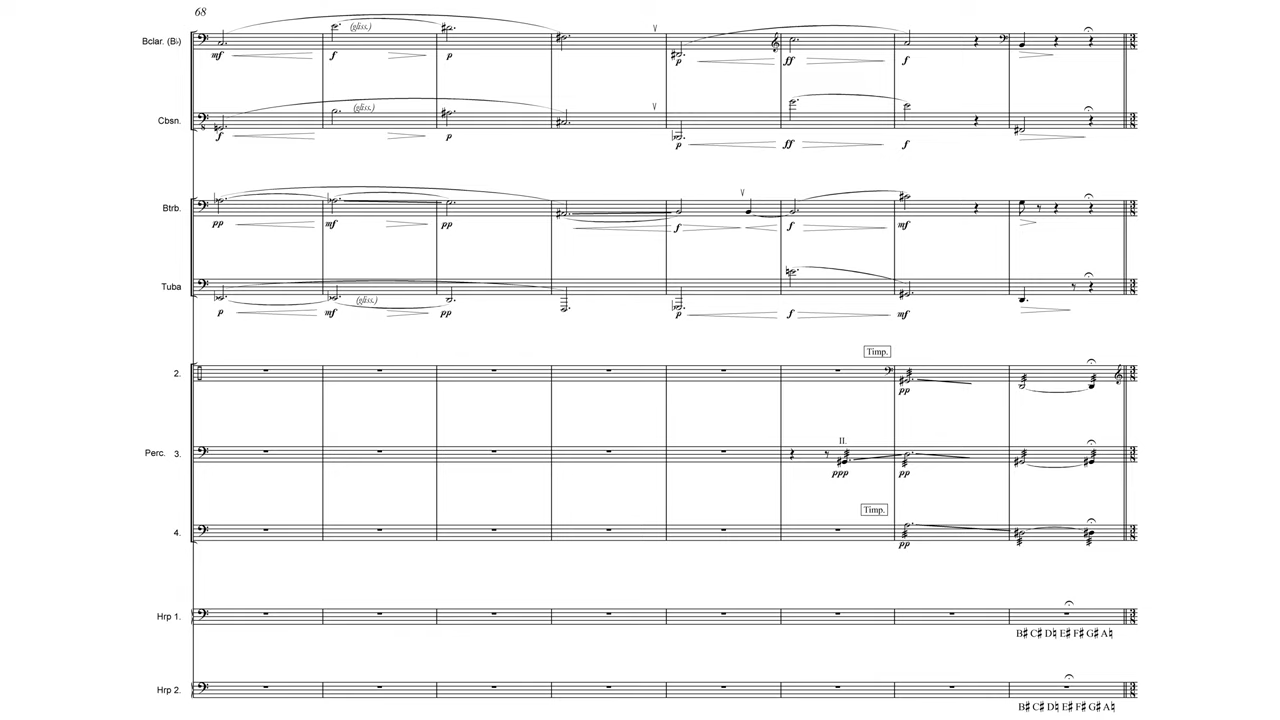 68
Bclar. (B♭)
(gliss.)
mf f p p ff f
Cbsn.
(gliss.)
f p p ff f
Btrb.
pp mf pp f f mf
Tuba
(gliss.)
p mf pp p f mf
Timp.
2.
pp
II.
Perc. 3.
ppp pp
Timp.
4.
pp
Hrp 1.
B♯ C♯ D♮ E♯ F♯ G♯ A♮
Hrp 2.
B♯ C♯ D♮ E♯ F♯ G♯ A♮